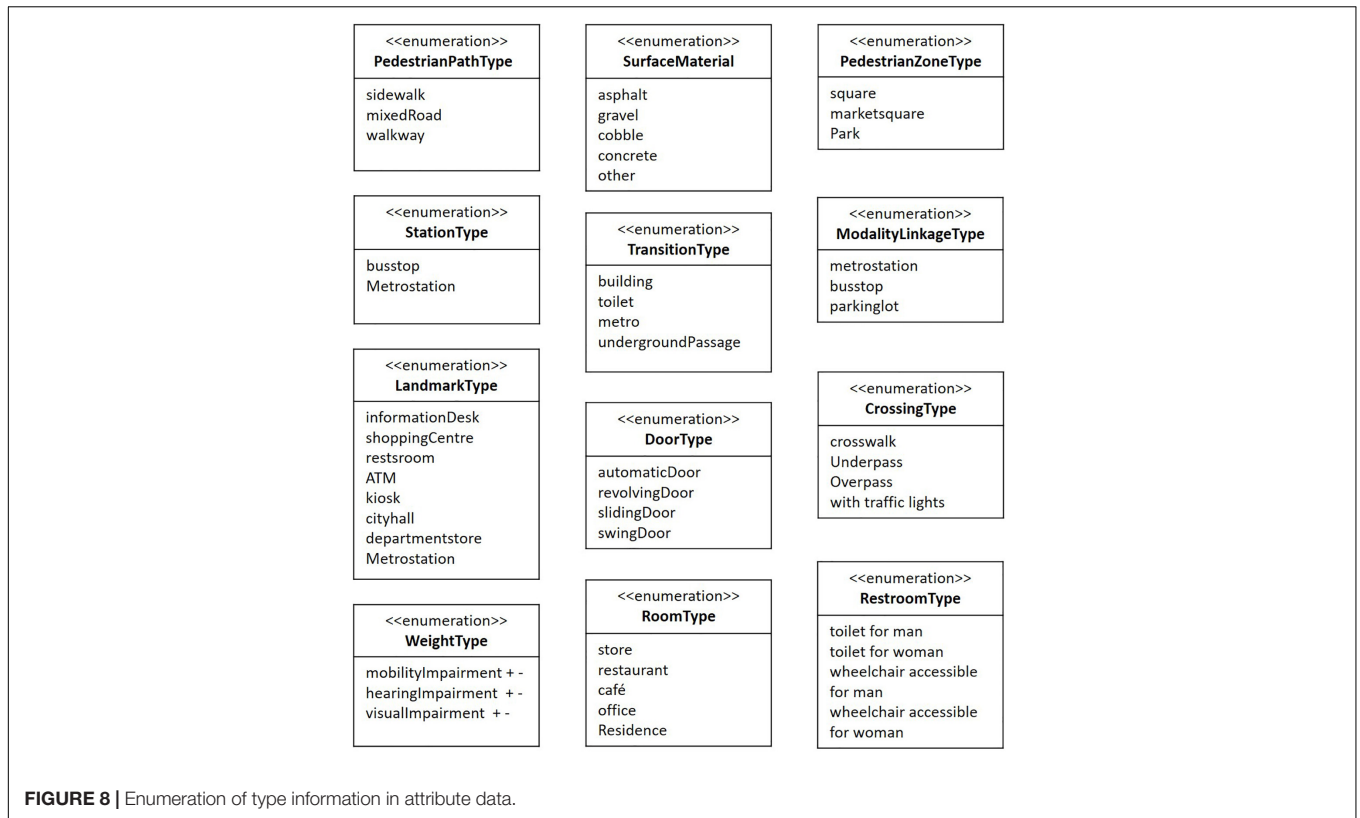 <<enumeration>>
PedestrianPathType
sidewalk
mixedRoad
walkway
<<enumeration>>
StationType
busstop
Metrostation
<<enumeration>>
LandmarkType
informationDesk
shoppingCentre
restsroom
ATM
kiosk
cityhall
departmentstore
Metrostation
<<enumeration>>
WeightType
mobilityImpairment + -
hearingImpairment + -
visualImpairment + -
<<enumeration>>
SurfaceMaterial
asphalt
gravel
cobble
concrete
other
<<enumeration>>
TransitionType
building
toilet
metro
undergroundPassage
<<enumeration>>
DoorType
automaticDoor
revolvingDoor
slidingDoor
swingDoor
<<enumeration>>
RoomType
store
restaurant
café
office
Residence
<<enumeration>>
PedestrianZoneType
square
marketsquare
Park
<<enumeration>>
ModalityLinkageType
metrostation
busstop
parkinglot
<<enumeration>>
CrossingType
crosswalk
Underpass
Overpass
with traffic lights
<<enumeration>>
RestroomType
toilet for man
toilet for woman
wheelchair accessible
for man
wheelchair accessible
for woman
FIGURE 8 | Enumeration of type information in attribute data.